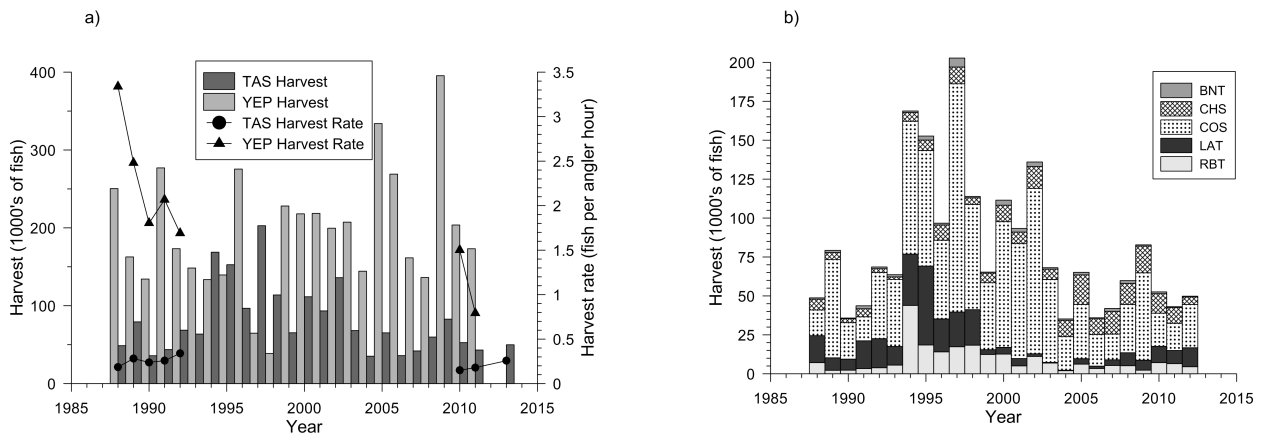 a)
TAS Harvest
YEP Harvest
TAS Harvest Rate
YEP Harvest Rate
Harvest (1000's of fish)
400
300
200
100
0
3.5
3
2.5
2
1.5
1
0.5
0
Harvest rate (fish per angler hour)
1985
1990
1995
2000
2005
2010
2015
Year
b)
BNT
CHS
COS
LAT
RBT
Harvest (1000's of fish)
200
175
150
125
100
75
50
25
0
1985
1990
1995
2000
2005
2010
2015
Year